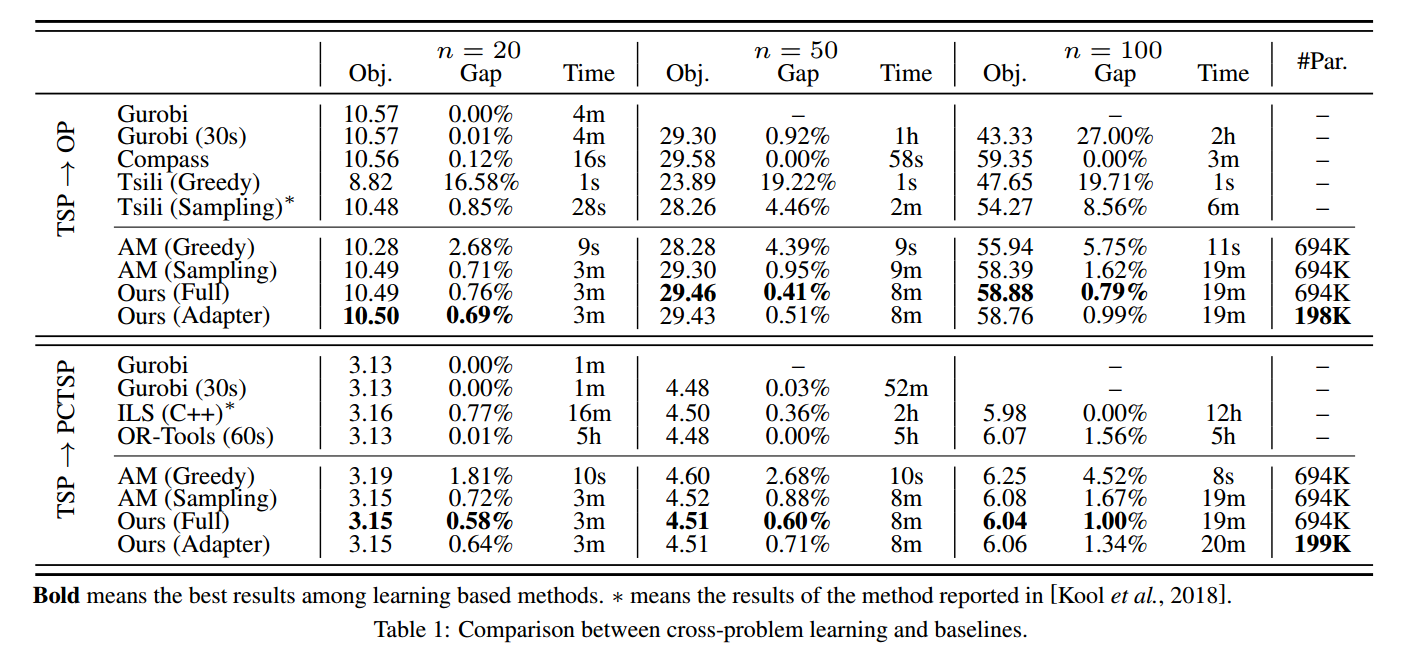 n = 20 n = 50 n = 100 #Par.
Obj. Gap Time Obj. Gap Time Obj. Gap Time
TSP → OP
Gurobi 10.57 0.00% 4m – – –
Gurobi (30s) 10.57 0.01% 4m 29.30 0.92% 1h 43.33 27.00% 2h –
Compass 10.56 0.12% 16s 29.58 0.00% 58s 59.35 0.00% 3m –
Tsili (Greedy) 8.82 16.58% 1s 23.89 19.22% 1s 47.65 19.71% 1s –
Tsili (Sampling)* 10.48 0.85% 28s 28.26 4.46% 2m 54.27 8.56% 6m –
AM (Greedy) 10.28 2.68% 9s 28.28 4.39% 9s 55.94 5.75% 11s 694K
AM (Sampling) 10.49 0.71% 3m 29.30 0.95% 9m 58.39 1.62% 19m 694K
Ours (Full) 10.49 0.76% 3m 29.46 0.41% 8m 58.88 0.79% 19m 694K
Ours (Adapter) 10.50 0.69% 3m 29.43 0.51% 8m 58.76 0.99% 19m 198K
TSP → PCTSP
Gurobi 3.13 0.00% 1m – – –
Gurobi (30s) 3.13 0.00% 1m 4.48 0.03% 52m – –
ILS (C++)* 3.16 0.77% 16m 4.50 0.36% 2h 5.98 0.00% 12h –
OR-Tools (60s) 3.13 0.01% 5h 4.48 0.00% 5h 6.07 1.56% 5h –
AM (Greedy) 3.19 1.81% 10s 4.60 2.68% 10s 6.25 4.52% 8s 694K
AM (Sampling) 3.15 0.72% 3m 4.52 0.88% 8m 6.08 1.67% 19m 694K
Ours (Full) 3.15 0.58% 3m 4.51 0.60% 8m 6.04 1.00% 19m 694K
Ours (Adapter) 3.15 0.64% 3m 4.51 0.71% 8m 6.06 1.34% 20m 199K
Bold means the best results among learning based methods. * means the results of the method reported in [Kool et al., 2018].
Table 1: Comparison between cross-problem learning and baselines.